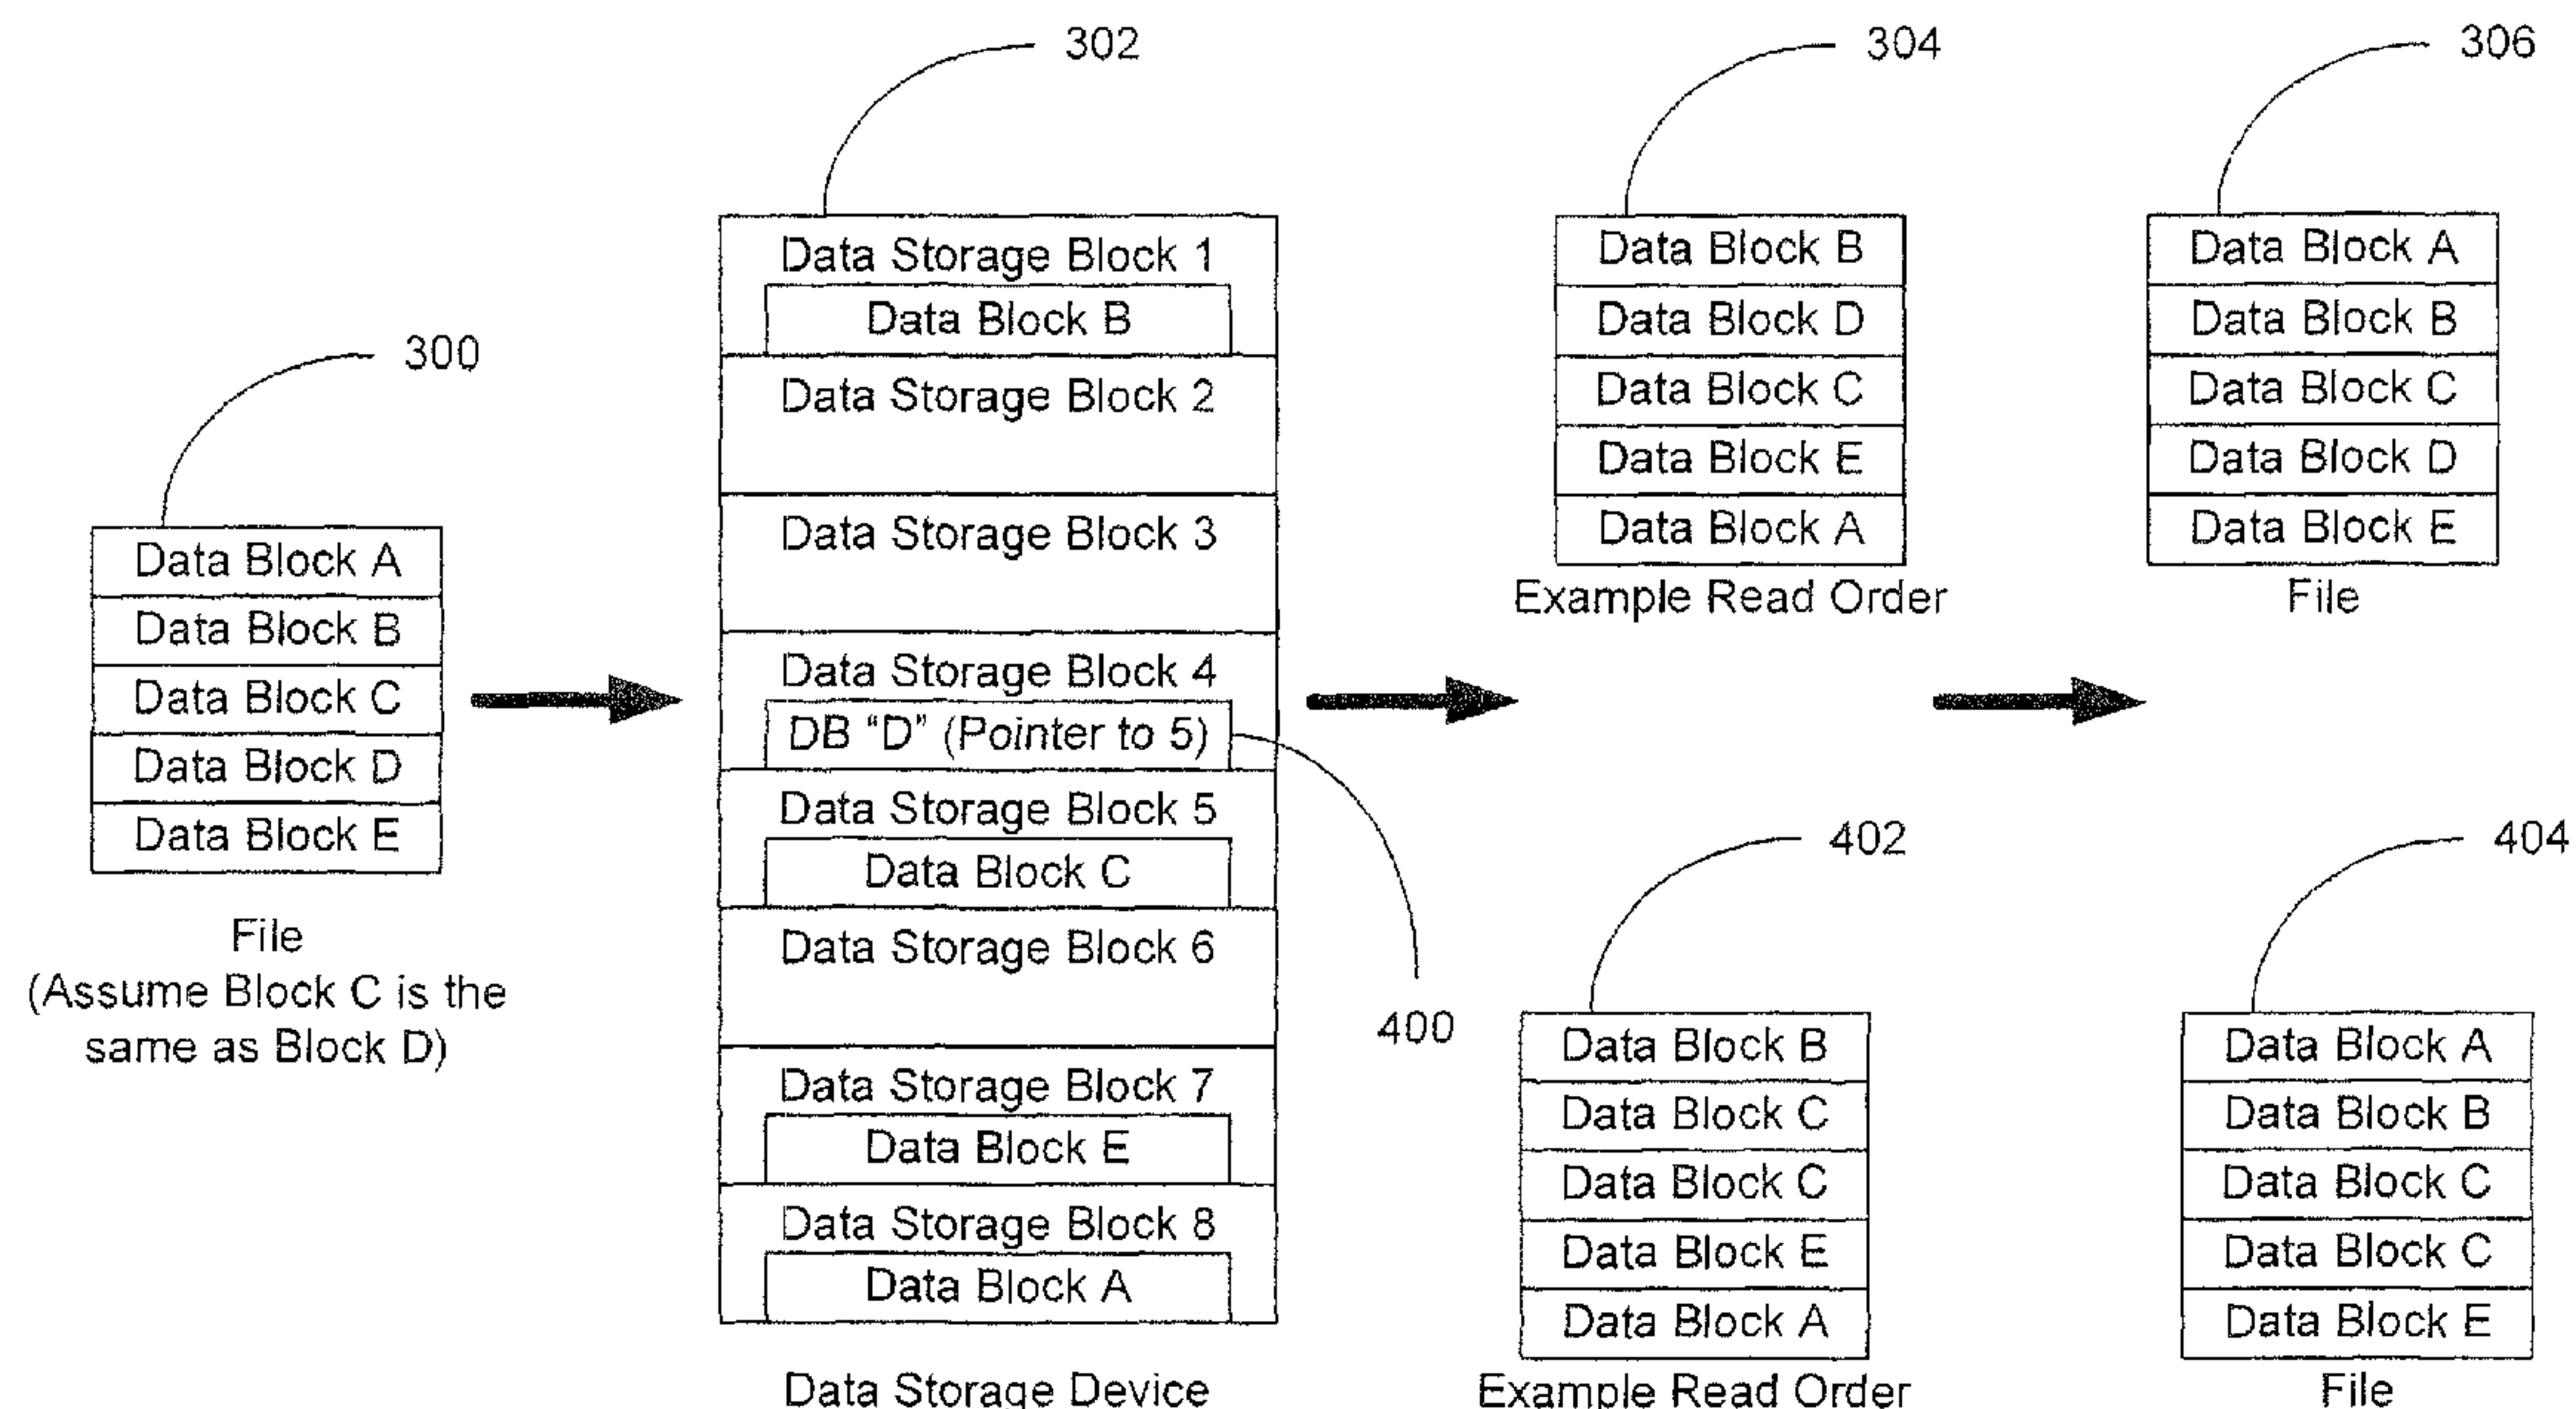 302
304
306
300
Data Block A
Data Block B
Data Block C
Data Block D
Data Block E
File
(Assume Block C is the
same as Block D)
Data Storage Block 1
Data Block B
Data Storage Block 2
Data Storage Block 3
Data Storage Block 4
DB “D” (Pointer to 5)
Data Storage Block 5
Data Block C
Data Storage Block 6
Data Storage Block 7
Data Block E
Data Storage Block 8
Data Block A
Data Storage Device
400
Data Block B
Data Block D
Data Block C
Data Block E
Data Block A
Example Read Order
Data Block A
Data Block B
Data Block C
Data Block D
Data Block E
File
402
Data Block B
Data Block C
Data Block C
Data Block E
Data Block A
Example Read Order
404
Data Block A
Data Block B
Data Block C
Data Block C
Data Block E
File